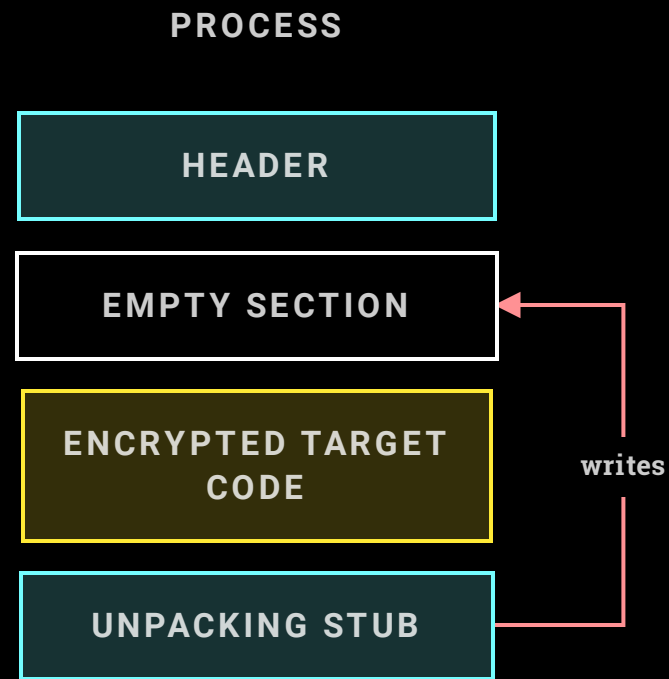 PROCESS
HEADER
EMPTY SECTION
ENCRYPTED TARGET
CODE
writes
UNPACKING STUB